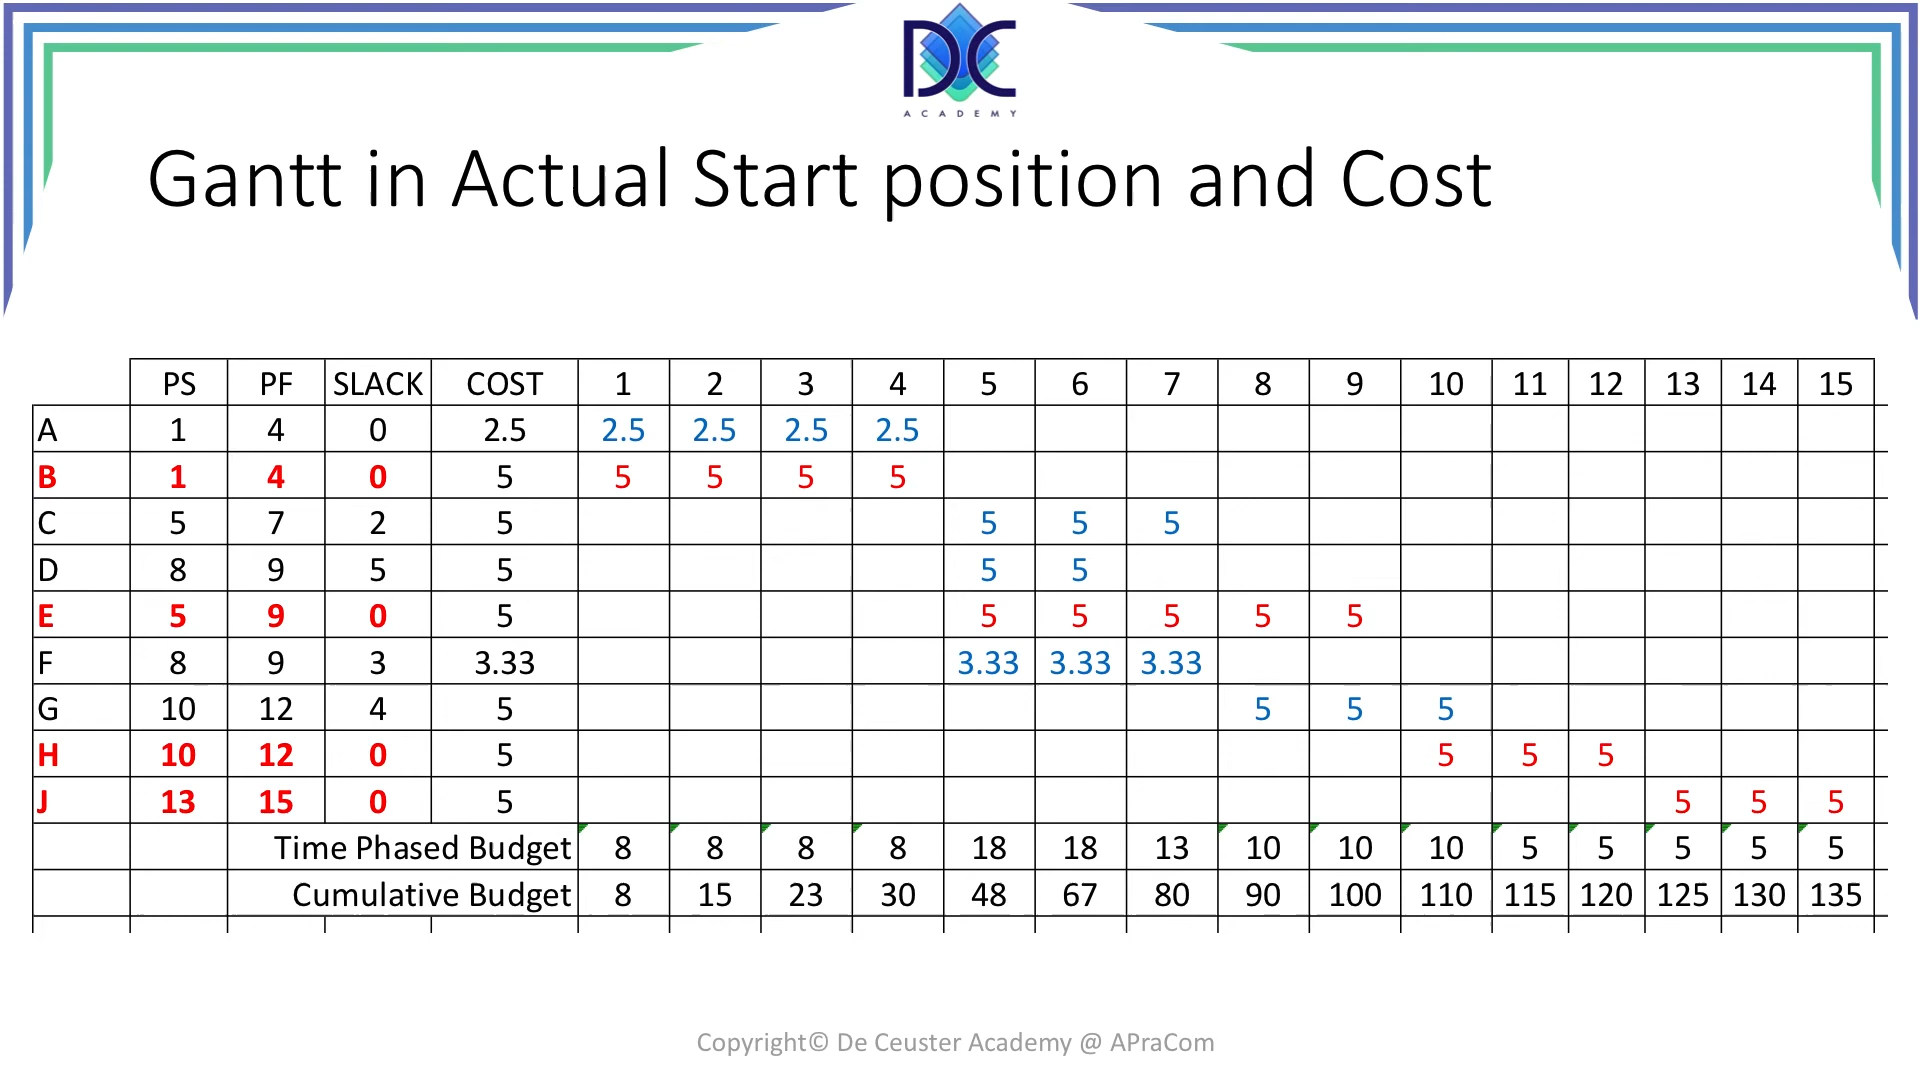 DC
ACADEMY
Gantt in Actual Start position and Cost
PS PF SLACK COST 1 2 3 4 5 6 7 8 9 10 11 12 13 14 15
A 1 4 0 2.5 2.5 2.5 2.5 2.5
B 1 4 0 5 5 5 5 5
C 5 7 2 5 5 5 5
D 8 9 5 5 5 5
E 5 9 0 5 5 5 5 5 5
F 8 9 3 3.33 3.33 3.33 3.33
G 10 12 4 5 5 5 5
H 10 12 0 5 5 5 5
J 13 15 0 5 5 5 5
Time Phased Budget 8 8 8 8 18 18 13 10 10 10 5 5 5 5 5
Cumulative Budget 8 15 23 30 48 67 80 90 100 110 115 120 125 130 135
Copyright© De Ceuster Academy @ APraCom